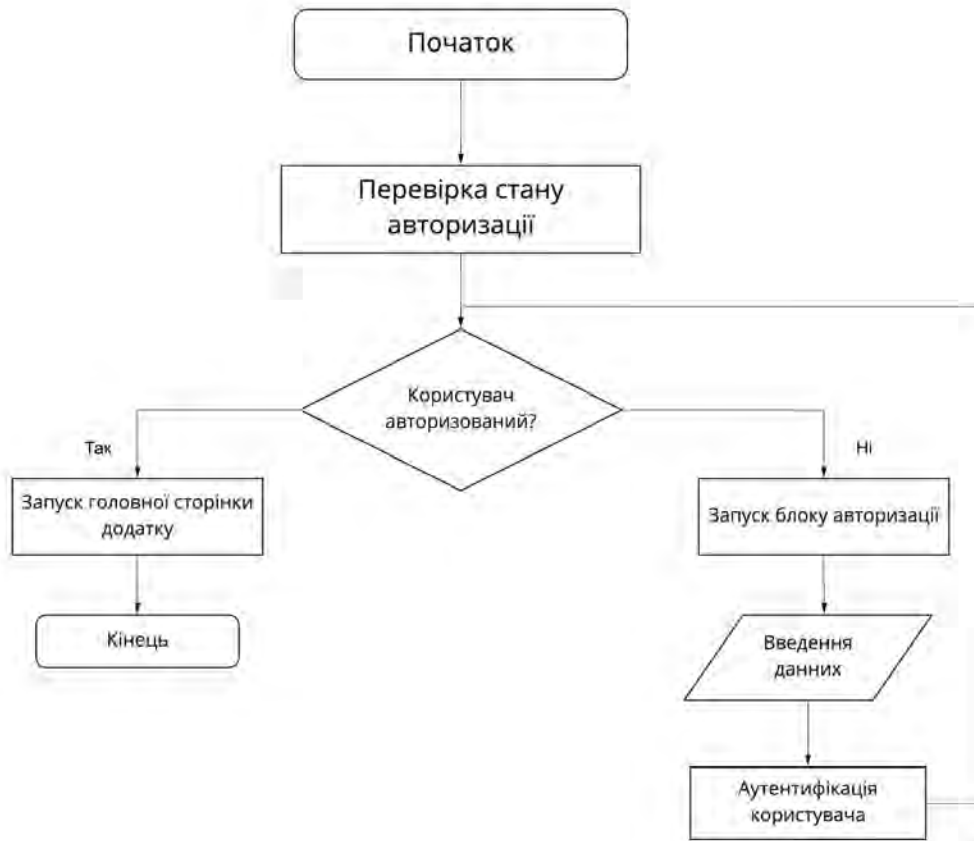 Початок
Перевірка стану
авторизації
Користувач
авторизований?
Так
Ні
Запуск головної сторінки
додатку
Запуск блоку авторизації
Кінець
Введення
данних
Аутентифікація
користувача